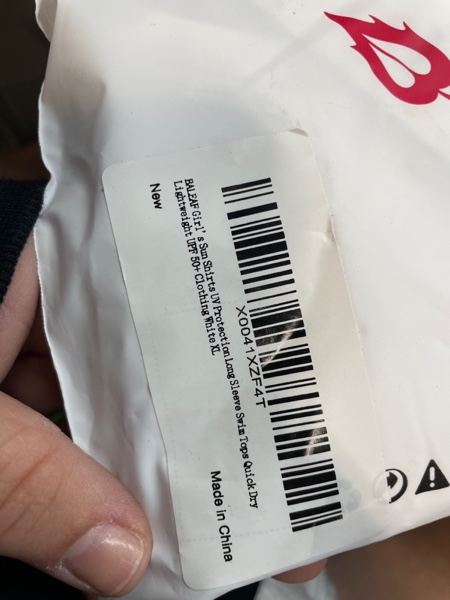 X0041XZF4T
BALEAF Girl's Sun Shirts UV Protection Long Sleeve Swim Tops Quick Dry
Lightweight UPF 50+ Clothing White XL
New
Made in China